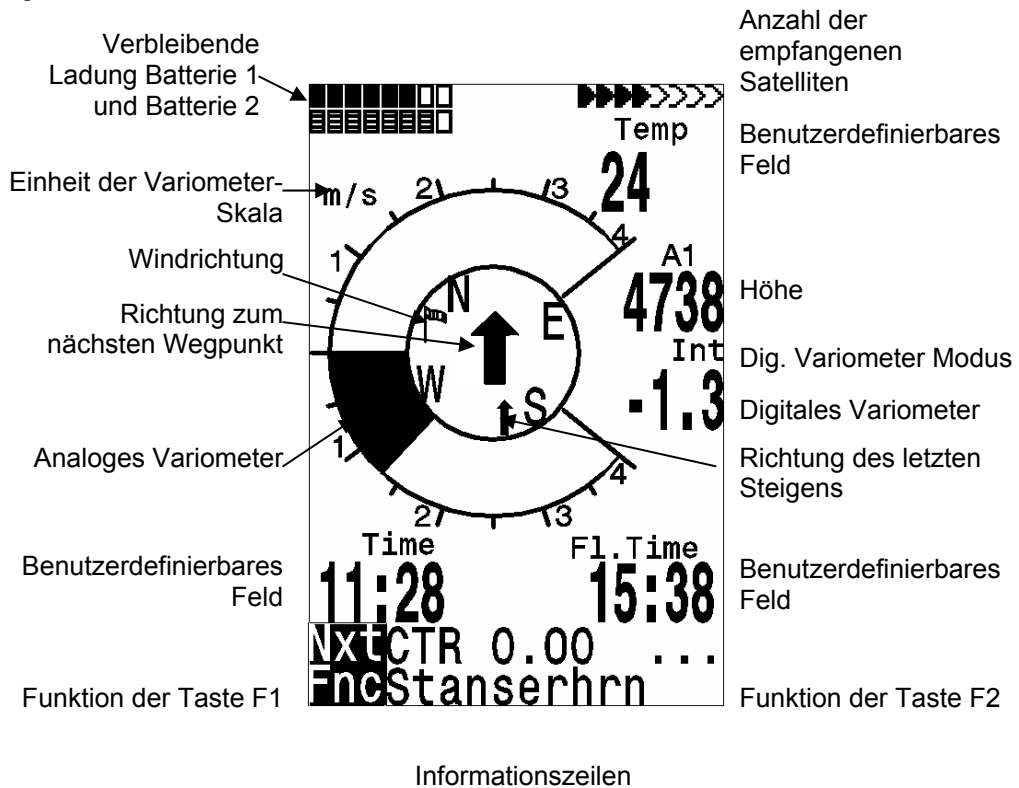 Anzahl der
empfangenen
Satelliten
Verbleibende
Ladung Batterie 1
und Batterie 2
Temp
24
Benutzerdefinierbares
Feld
Einheit der Variometer-
Skala
m/s
2
3
4
1
Windrichtung
N
E
A1
4738
Höhe
Richtung zum
nächsten Wegpunkt
Int
Dig. Variometer Modus
W
S
-1.3
Digitales Variometer
Analoges Variometer
1
2
3
4
Richtung des letzten
Steigens
Time
Fl.Time
Benutzerdefinierbares
Feld
11:28
15:38
Benutzerdefinierbares
Feld
Nxt CTR 0.00 ...
Fnc Stanserhrn
Funktion der Taste F1
Funktion der Taste F2
Informationszeilen